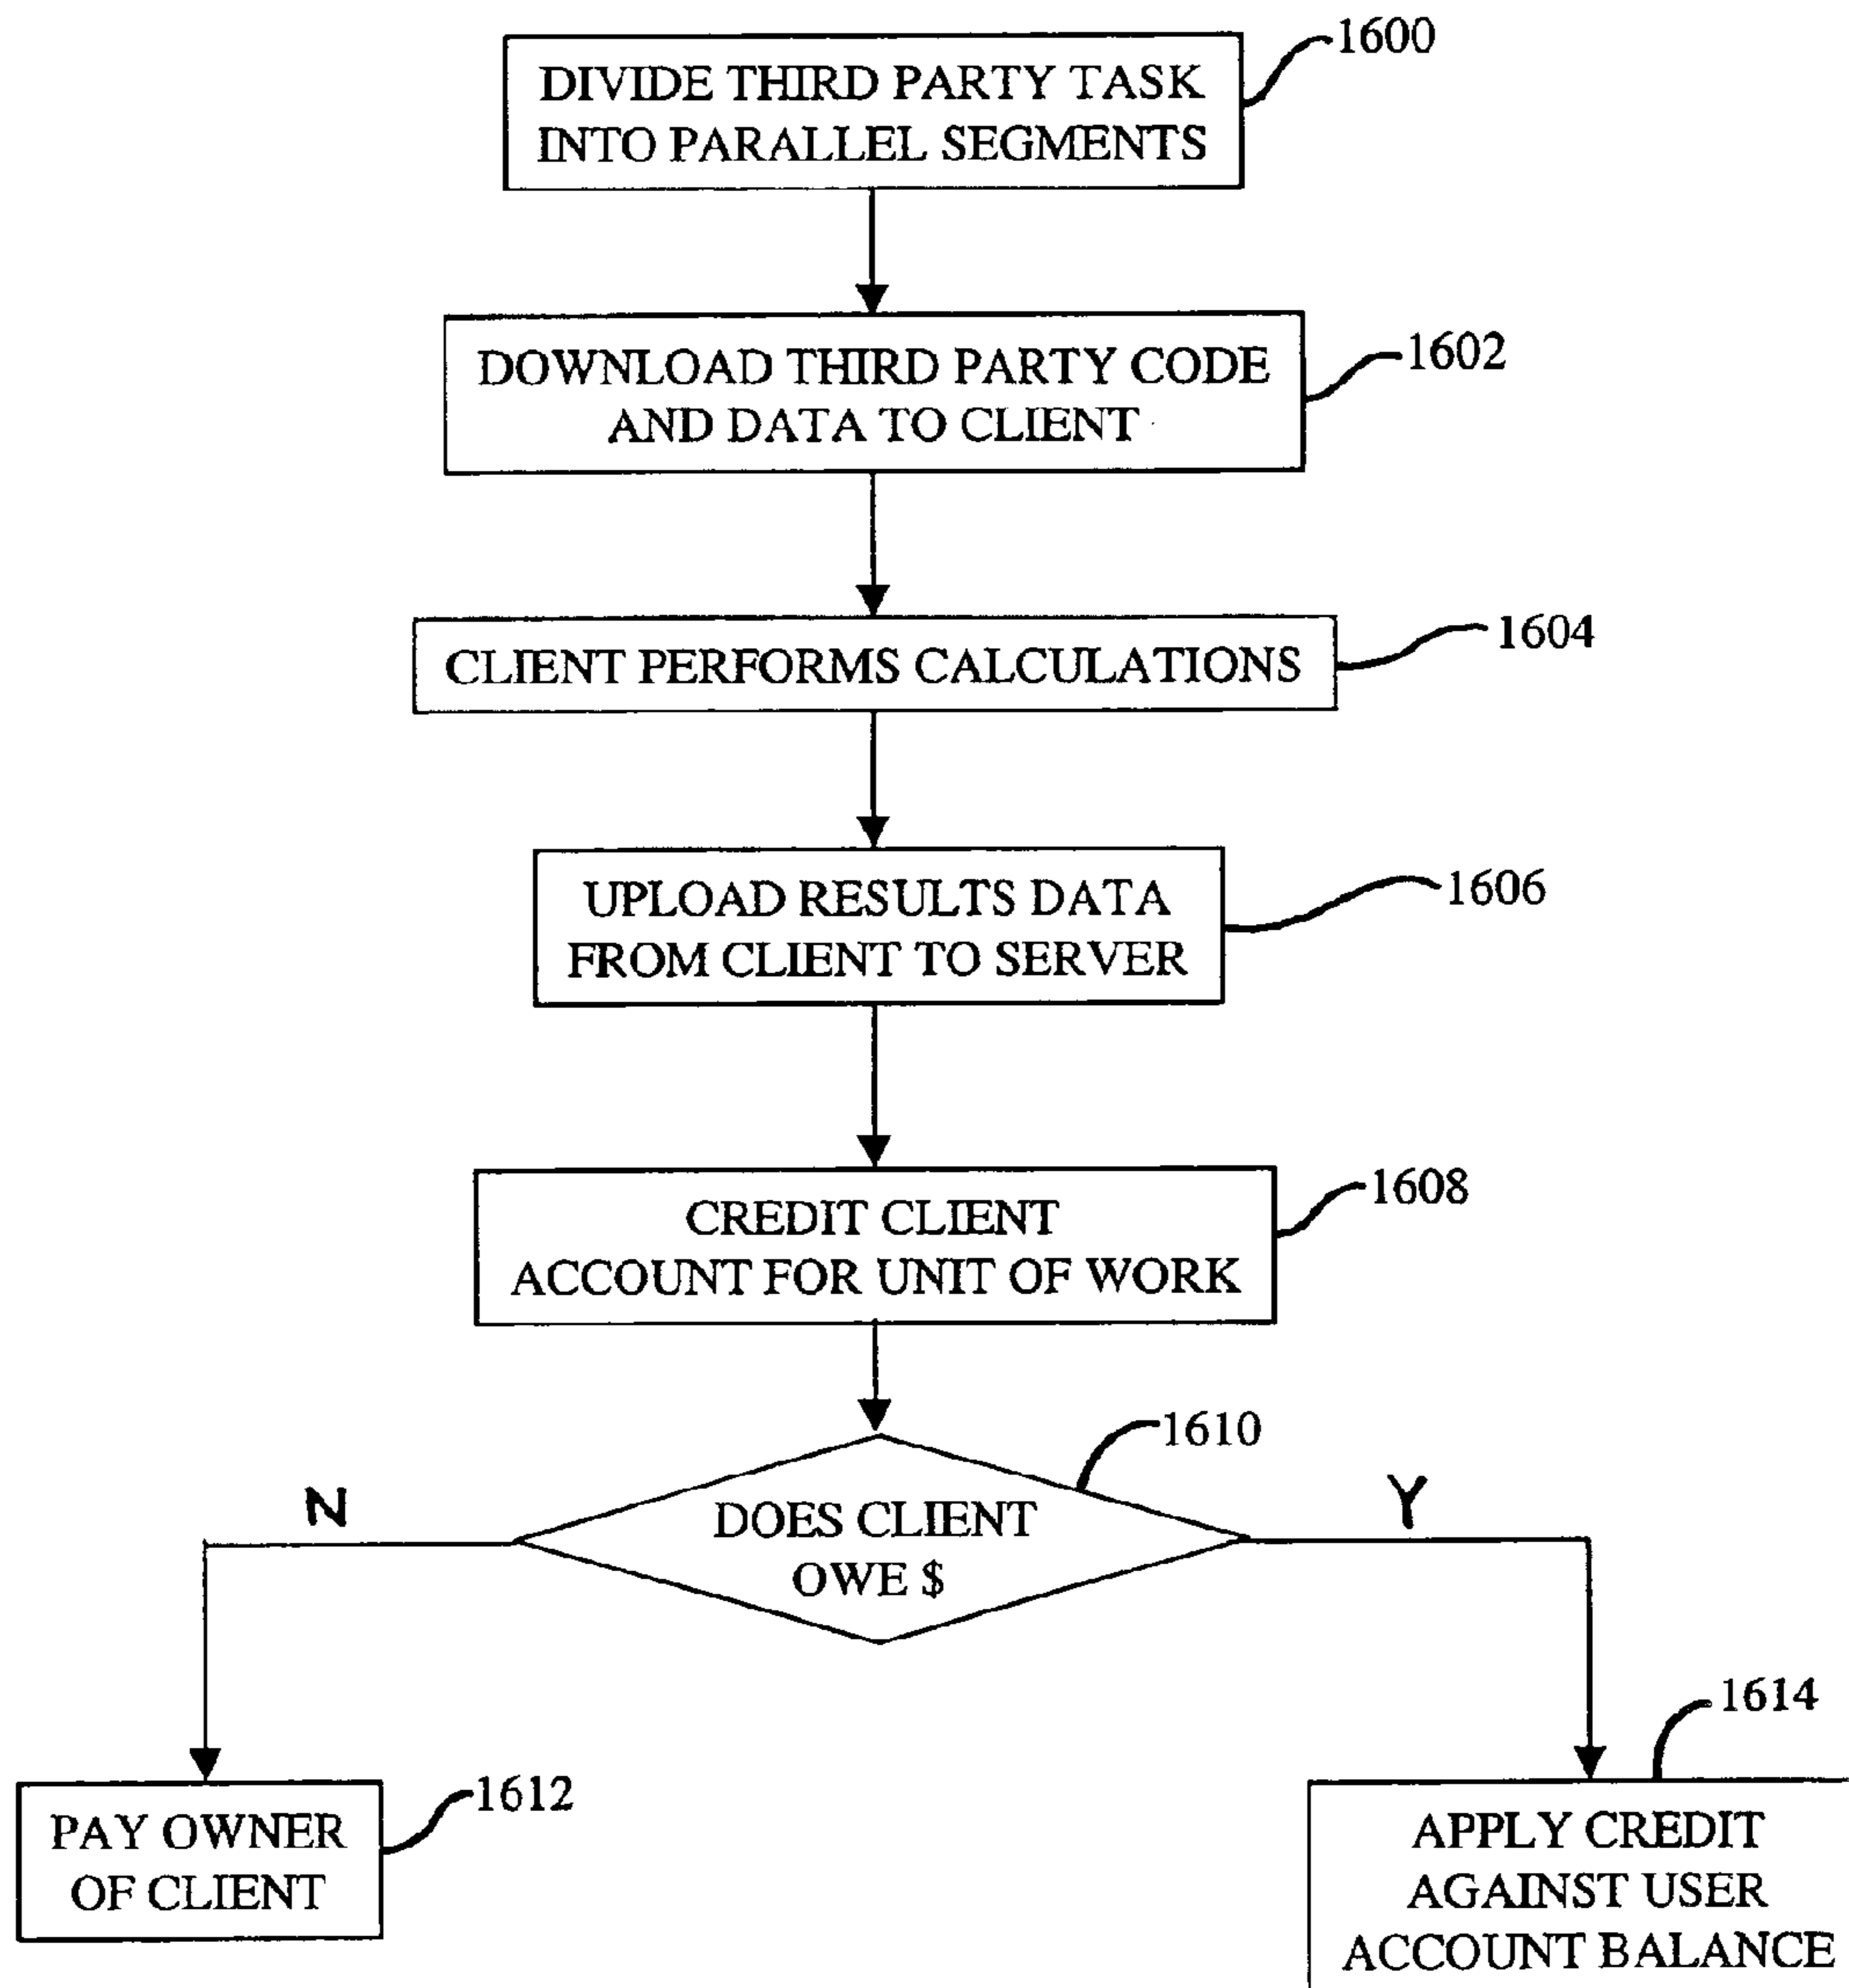 1600
DIVIDE THIRD PARTY TASK
INTO PARALLEL SEGMENTS
1602
DOWNLOAD THIRD PARTY CODE
AND DATA TO CLIENT
1604
CLIENT PERFORMS CALCULATIONS
1606
UPLOAD RESULTS DATA
FROM CLIENT TO SERVER
1608
CREDIT CLIENT
ACCOUNT FOR UNIT OF WORK
1610
N
Y
DOES CLIENT
OWE $
1614
1612
PAY OWNER
OF CLIENT
APPLY CREDIT
AGAINST USER
ACCOUNT BALANCE